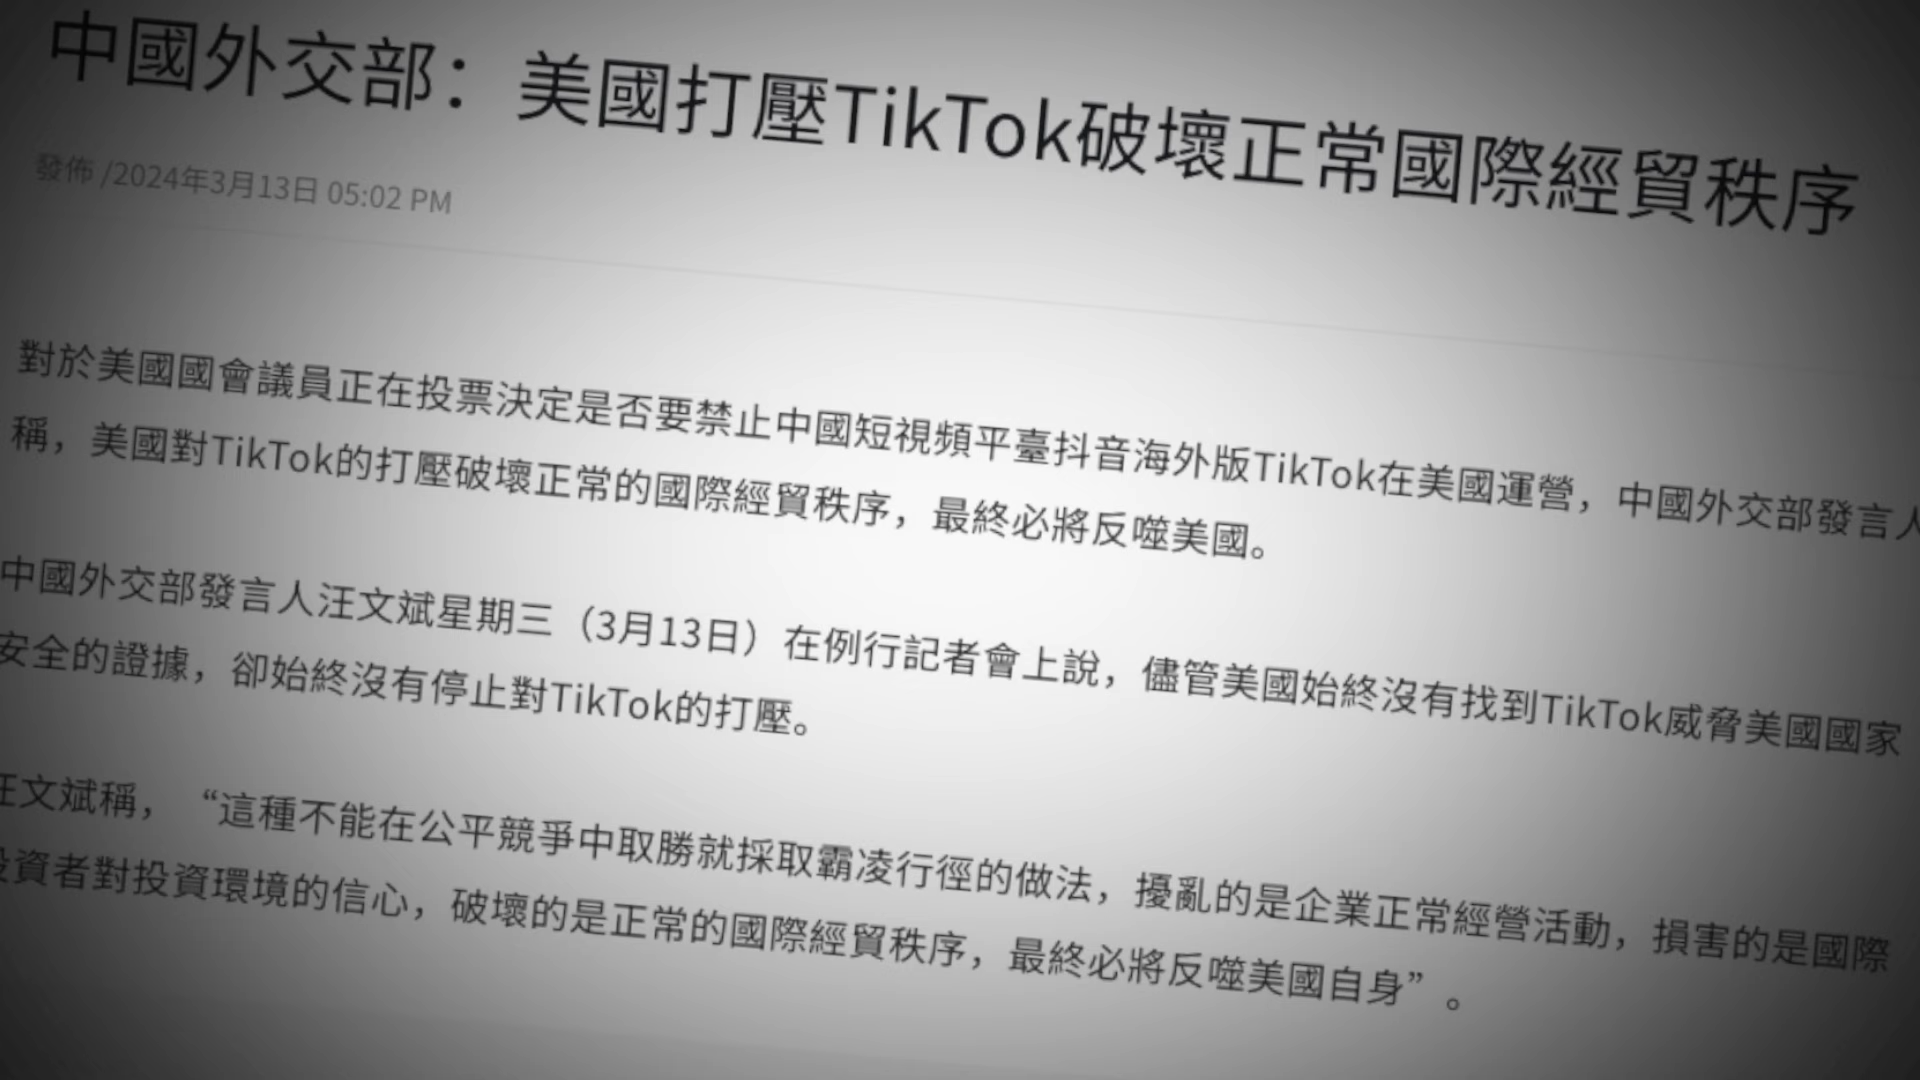 中國外交部：美國打壓TikTok破壞正常國際經貿秩序
發佈 /2024年3月13日 05:02 PM
對於美國國會議員正在投票決定是否要禁止中國短視頻平臺抖音海外版TikTok在美國運營，中國外交部發言人
稱，美國對TikTok的打壓破壞正常的國際經貿秩序，最終必將反噬美國。
中國外交部發言人汪文斌星期三（3月13日）在例行記者會上說，儘管美國始終沒有找到TikTok威脅美國國家
安全的證據，卻始終沒有停止對TikTok的打壓。
汪文斌稱，“這種不能在公平競爭中取勝就採取霸凌行徑的做法，擾亂的是企業正常經營活動，損害的是國際
投資者對投資環境的信心，破壞的是正常的國際經貿秩序，最終必將反噬美國自身”。